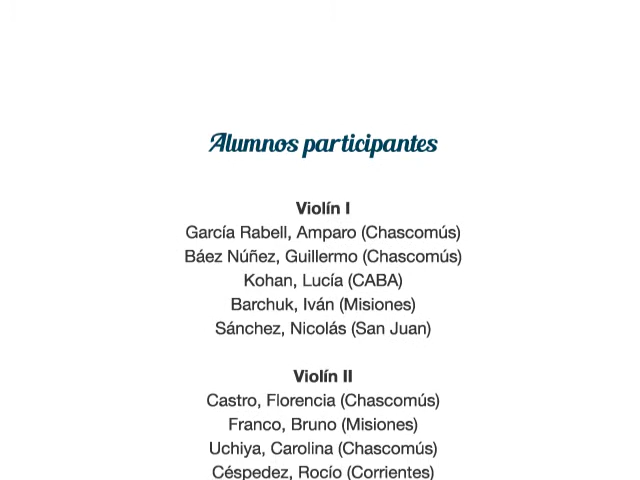 Alumnos participantes
Violín I
García Rabell, Amparo (Chascomús)
Báez Núñez, Guillermo (Chascomús)
Kohan, Lucía (CABA)
Barchuk, Iván (Misiones)
Sánchez, Nicolás (San Juan)
Violín II
Castro, Florencia (Chascomús)
Franco, Bruno (Misiones)
Uchiya, Carolina (Chascomús)
Céspedez, Rocío (Corrientes)